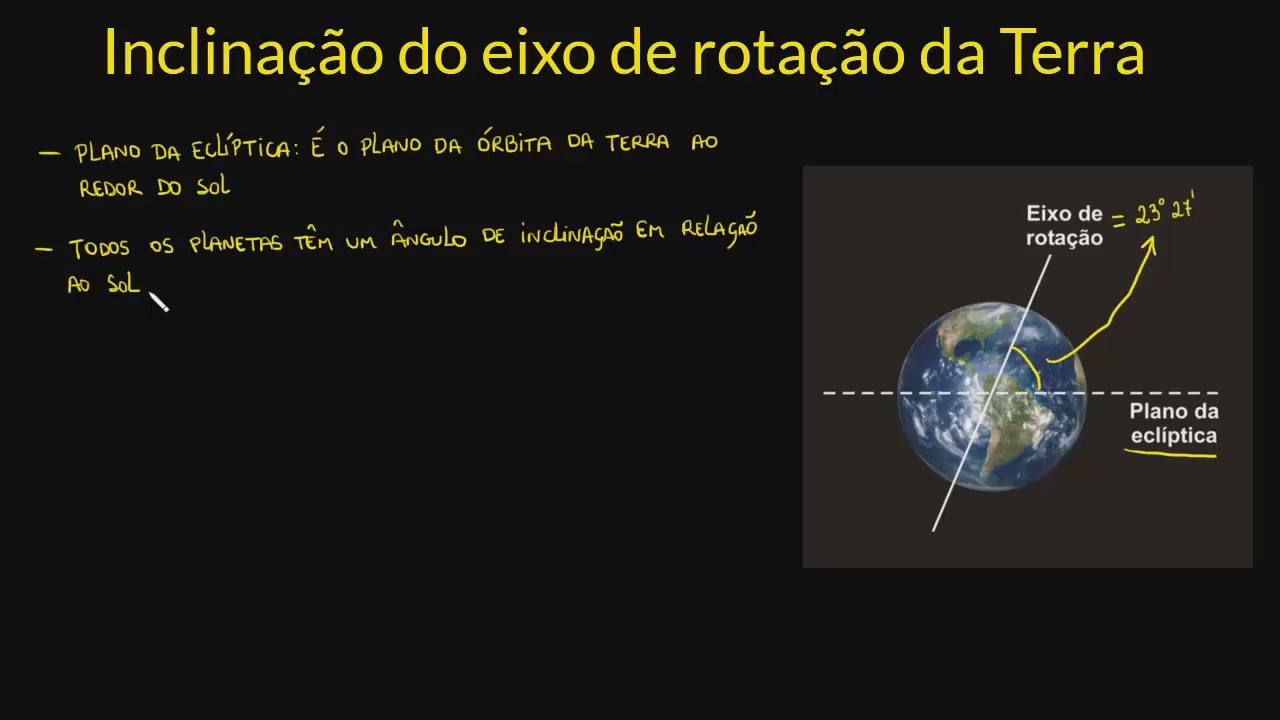 Inclinação do eixo de rotação da Terra
— PLANO DA ECLÍPTICA: É O PLANO DA ÓRBITA DA TERRA AO
REDOR DO SOL
— TODOS OS PLANETAS TÊM UM ÂNGULO DE INCLINAÇÃO EM RELAÇÃO
AO SOL
Eixo de
rotação = 23° 27'
Plano da
eclíptica